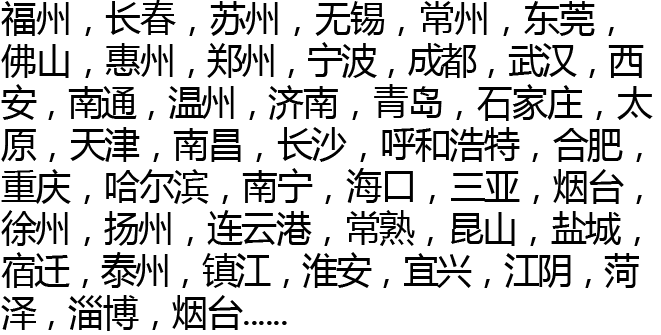 福州，长春，苏州，无锡，常州，东莞，
佛山，惠州，郑州，宁波，成都，武汉，西
安，南通，温州，济南，青岛，石家庄，太
原，天津，南昌，长沙，呼和浩特，合肥，
重庆，哈尔滨，南宁，海口，三亚，烟台，
徐州，扬州，连云港，常熟，昆山，盐城，
宿迁，泰州，镇江，淮安，宜兴，江阴，菏
泽，淄博，烟台......